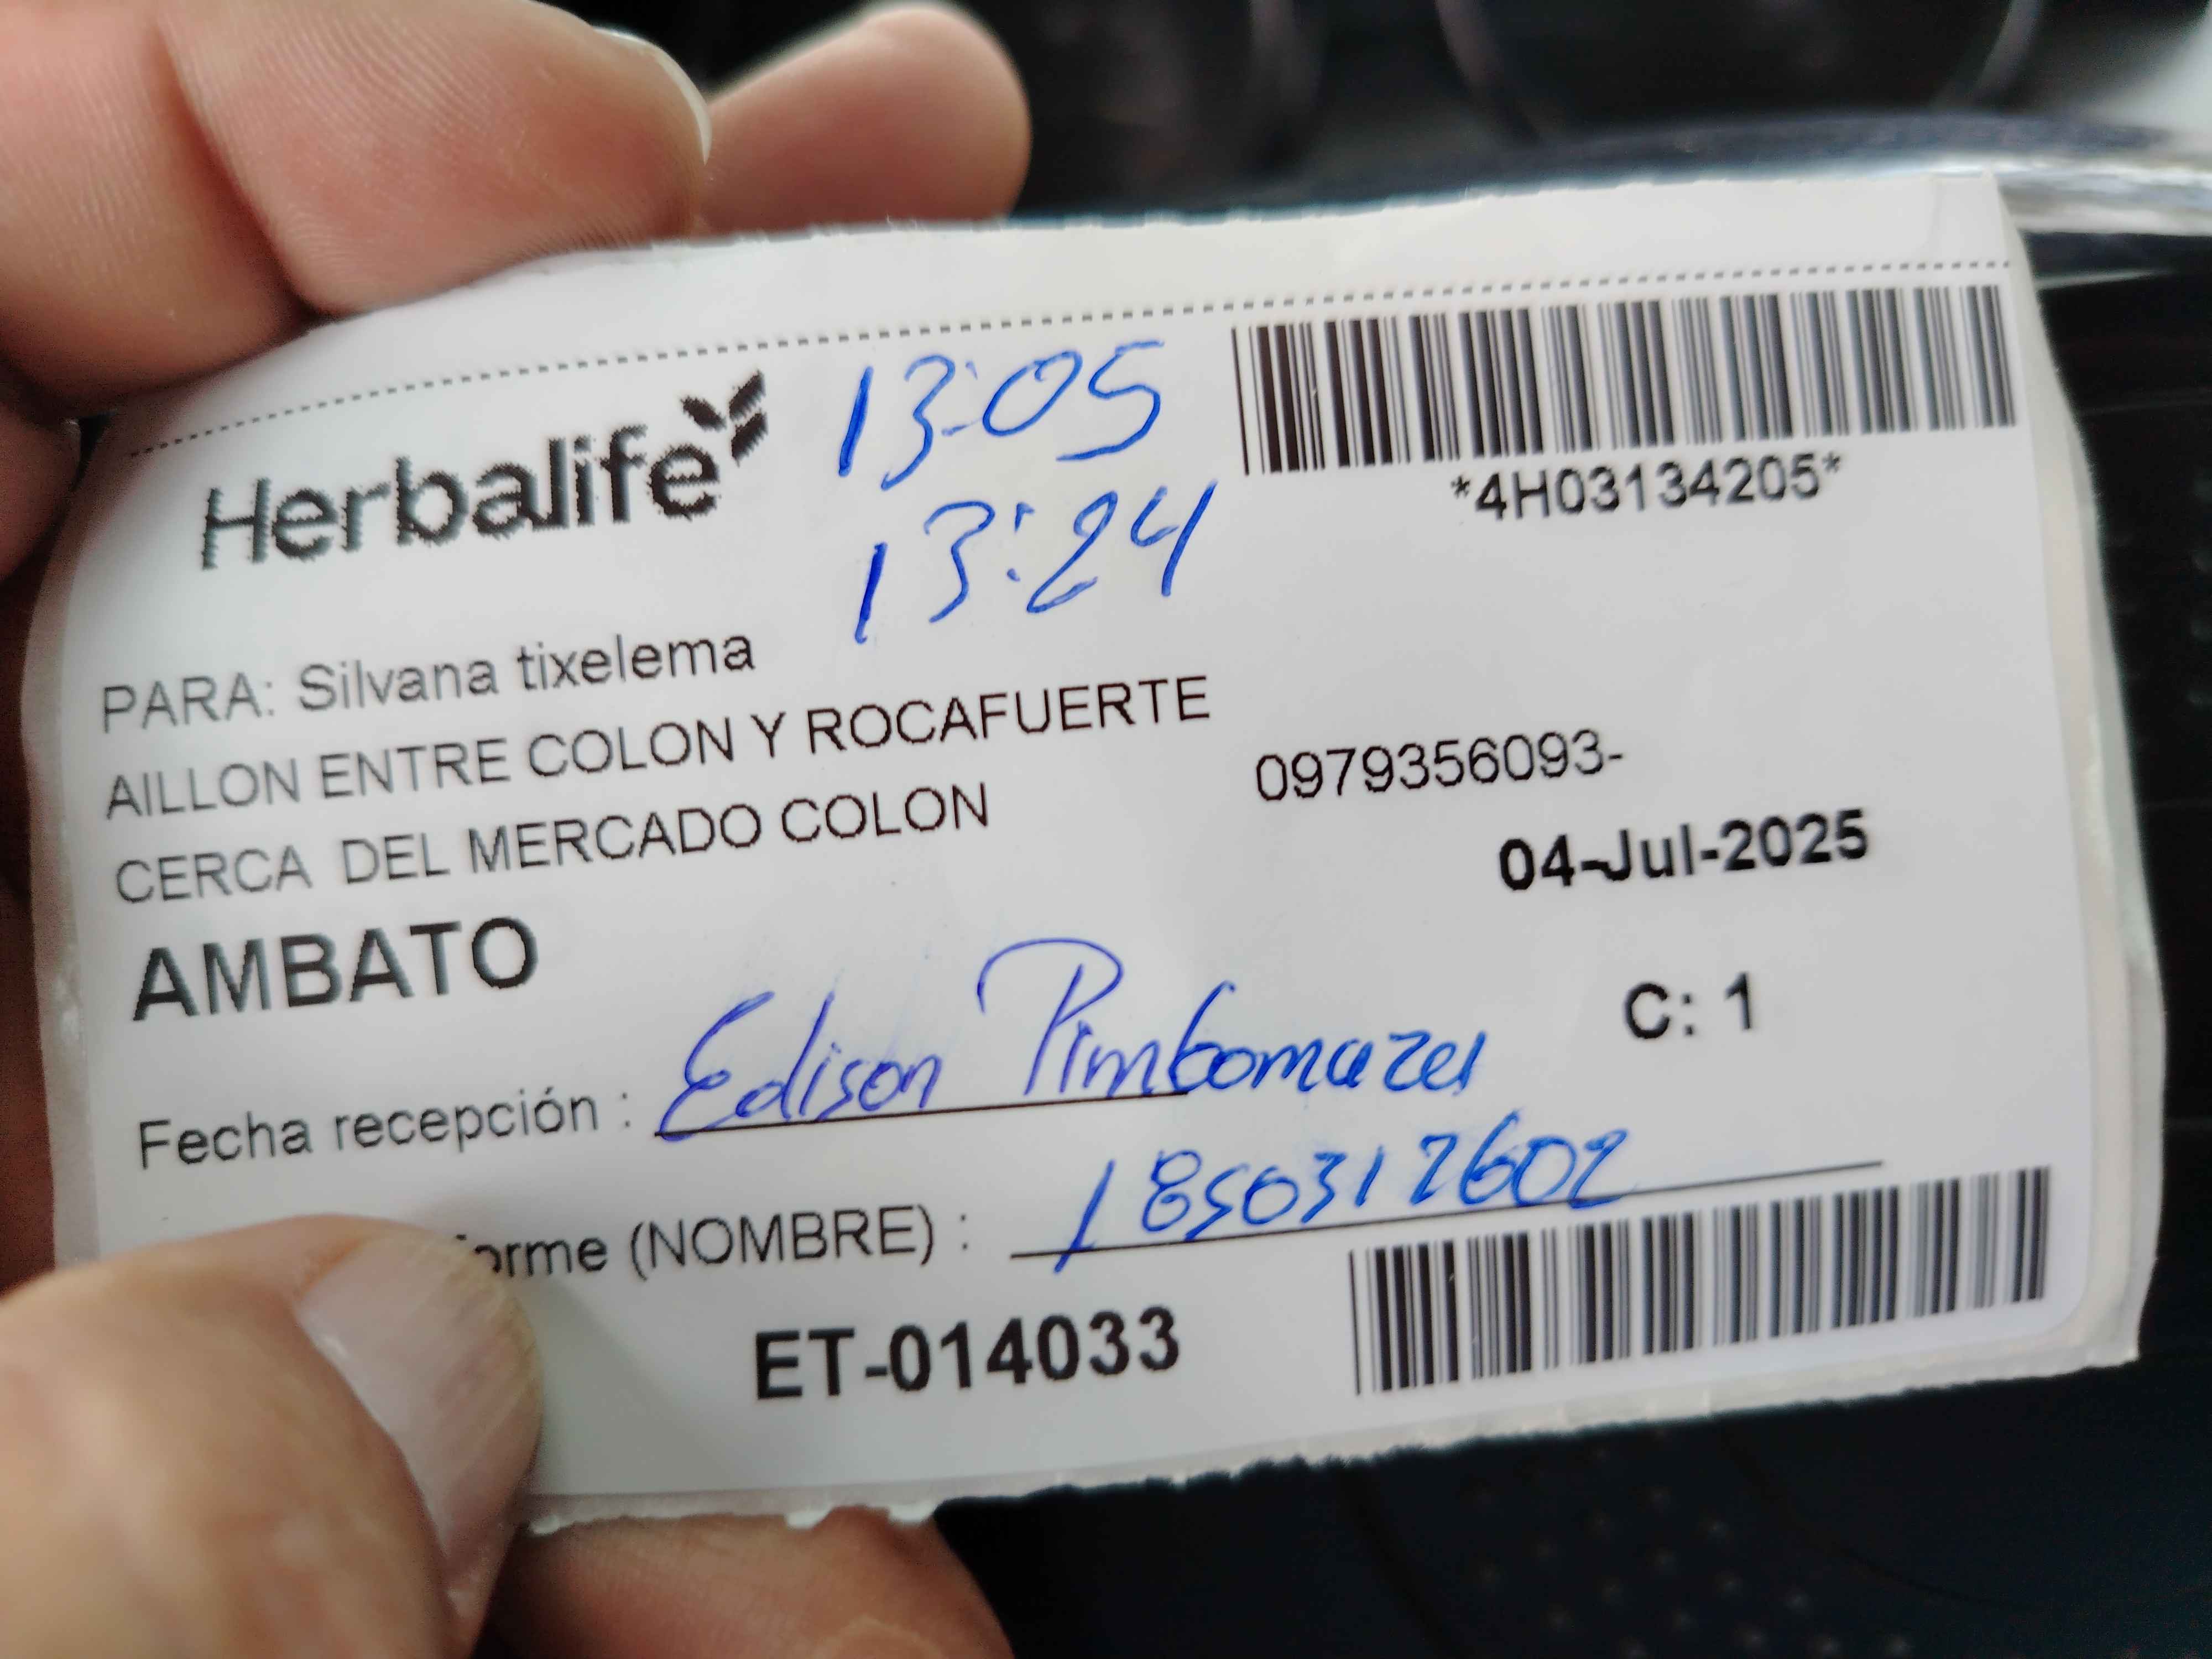 Herbalife
13:05
13:24
*4H03134205*
PARA: Silvana tixelema
AILLON ENTRE COLON Y ROCAFUERTE
CERCA DEL MERCADO COLON
0979356093-
04-Jul-2025
AMBATO
C: 1
Fecha recepción : Edison
(NOMBRE) : 1850312602
ET-014033